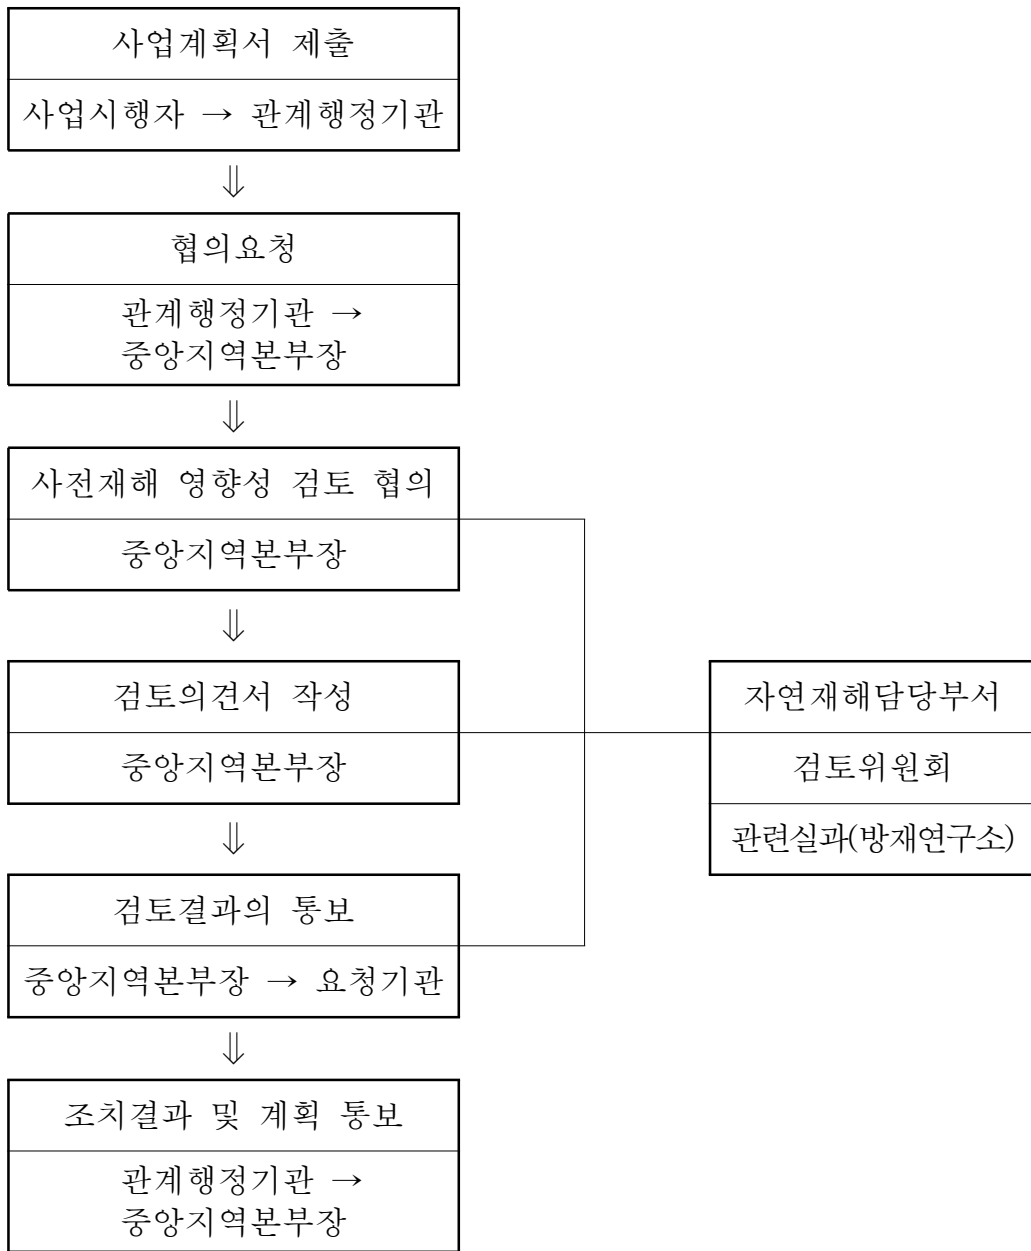 사업계획서 제출
사업시행자 → 관계행정기관
⇓
협의요청
관계행정기관 →
중앙지역본부장
⇓
사전재해 영향성 검토 협의
중앙지역본부장
⇓
검토의견서 작성
중앙지역본부장
⇓
검토결과의 통보
중앙지역본부장 → 요청기관
⇓
조치결과 및 계획 통보
관계행정기관 →
중앙지역본부장
자연재해담당부서
검토위원회
관련실과(방재연구소)